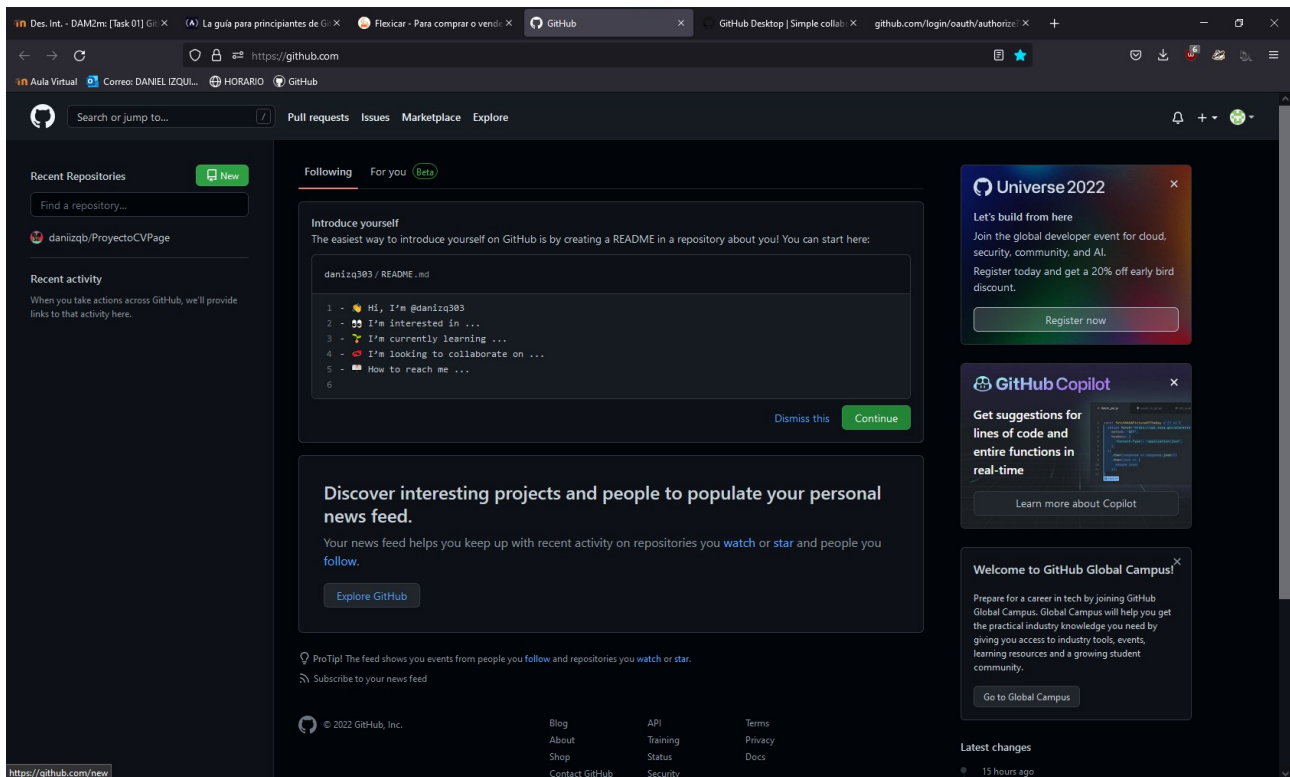 Des. Int. - DAM2m: [Task 01] Git
La guía para principiantes de Gi
Flexicar - Para comprar o vende
GitHub
GitHub Desktop | Simple collab
github.com/login/oauth/authorize?
https://github.com
6
Aula Virtual
Correo: DANIEL IZQUI...
HORARIO
GitHub
Search or jump to...
/
Pull requests Issues Marketplace Explore
Recent Repositories
New
Find a repository...
daniizqb/ProyectoCVPage
Recent activity
When you take actions across GitHub, we'll provide
links to that activity here.
Following For you Beta
Introduce yourself
The easiest way to introduce yourself on GitHub is by creating a README in a repository about you! You can start here:
danizq303 / README.md
1 - 👋 Hi, I'm @danizq303
2 - 👀 I'm interested in ...
3 - 🌱 I'm currently learning ...
4 - 💞️ I'm looking to collaborate on ...
5 - 📫 How to reach me ...
6
Dismiss this Continue
Discover interesting projects and people to populate your personal
news feed.
Your news feed helps you keep up with recent activity on repositories you watch or star and people you
follow.
Explore GitHub
ProTip! The feed shows you events from people you follow and repositories you watch or star.
Subscribe to your news feed
© 2022 GitHub, Inc.
Blog
About
Shop
Contact GitHub
API
Training
Status
Security
Terms
Privacy
Docs
Universe 2022
Let's build from here
Join the global developer event for cloud,
security, community, and AI.
Register today and get a 20% off early bird
discount.
Register now
GitHub Copilot
Get suggestions for
lines of code and
entire functions in
real-time
Learn more about Copilot
Welcome to GitHub Global Campus!
Prepare for a career in tech by joining GitHub
Global Campus. Global Campus will help you get
the practical industry knowledge you need by
giving you access to industry tools, events,
learning resources and a growing student
community.
Go to Global Campus
Latest changes
15 hours ago
https://github.com/new